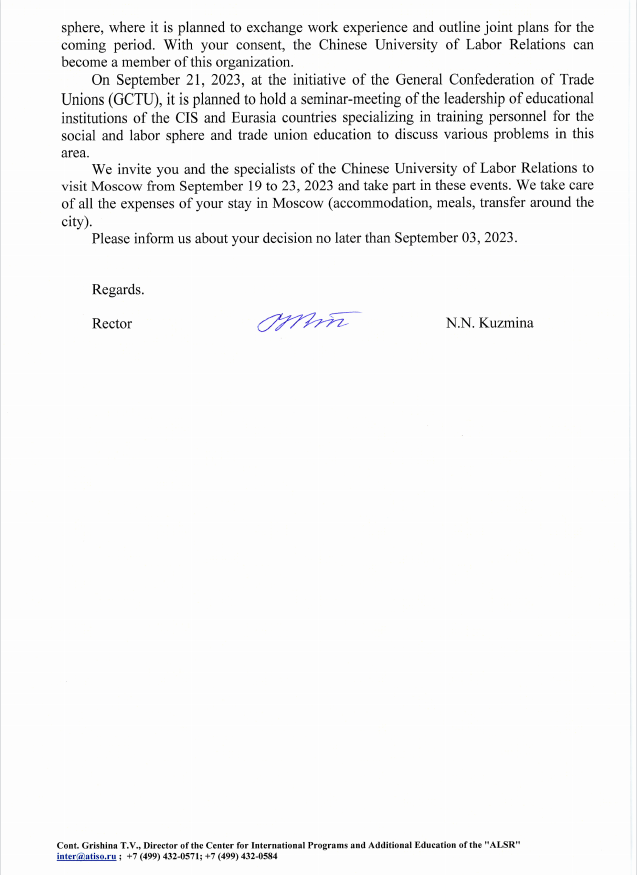 sphere, where it is planned to exchange work experience and outline joint plans for the
coming period. With your consent, the Chinese University of Labor Relations can
become a member of this organization.
On September 21, 2023, at the initiative of the General Confederation of Trade
Unions (GCTU), it is planned to hold a seminar-meeting of the leadership of educational
institutions of the CIS and Eurasia countries specializing in training personnel for the
social and labor sphere and trade union education to discuss various problems in this
area.
We invite you and the specialists of the Chinese University of Labor Relations to
visit Moscow from September 19 to 23, 2023 and take part in these events. We take care
of all the expenses of your stay in Moscow (accommodation, meals, transfer around the
city).
Please inform us about your decision no later than September 03, 2023.
Regards.
Rector N.N. Kuzmina
Cont. Grishina T.V., Director of the Center for International Programs and Additional Education of the "ALSR"
inter@atiso.ru ; +7 (499) 432-0571; +7 (499) 432-0584